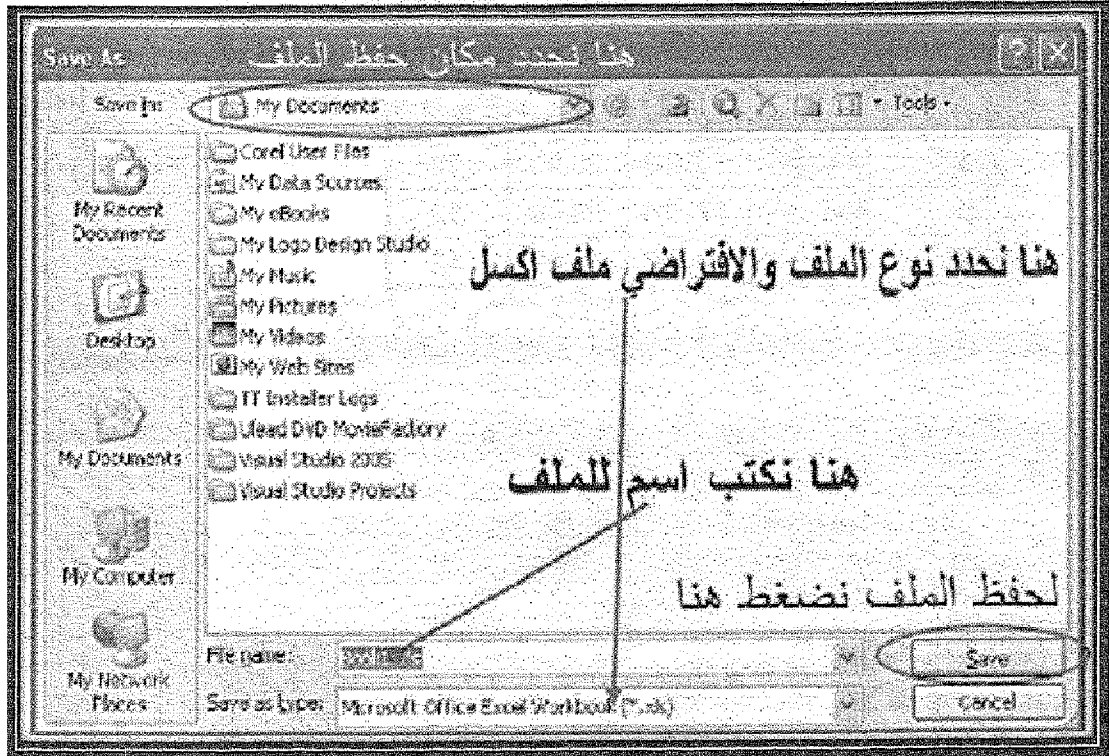 Save As
هنا نحدد مكان حفظ الملف
Save in:
My Documents
Tools
My Recent Documents
Desktop
My Documents
My Computer
My Network Places
Corel User Files
My Data Sources
My eBooks
My Logo Design Studio
My Music
My Pictures
My Videos
My Web Sites
TT Installer Logs
Ulead DVD MovieFactory
Visual Studio 2005
Visual Studio Projects
هنا نحدد نوع الملف والافتراضي ملف اكسل
هنا نكتب اسم للملف
لحفظ الملف نضغط هنا
File name:
Save
Save as type:
Microsoft Office Excel Workbook (*.xls)
Cancel